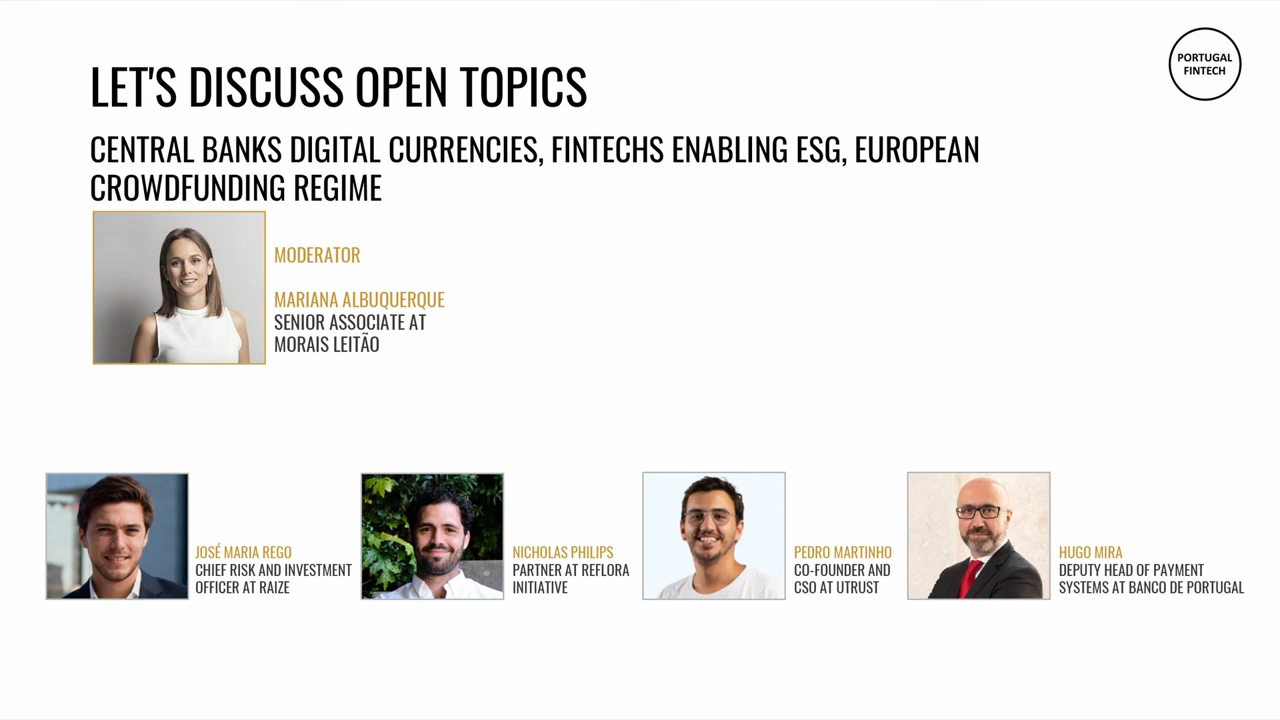 PORTUGAL
FINTECH
LET'S DISCUSS OPEN TOPICS
CENTRAL BANKS DIGITAL CURRENCIES, FINTECHS ENABLING ESG, EUROPEAN
CROWDFUNDING REGIME
MODERATOR
MARIANA ALBUQUERQUE
SENIOR ASSOCIATE AT
MORAIS LEITÃO
JOSÉ MARIA REGO
CHIEF RISK AND INVESTMENT
OFFICER AT RAIZE
NICHOLAS PHILIPS
PARTNER AT REFLORA
INITIATIVE
PEDRO MARTINHO
CO-FOUNDER AND
CSO AT UTRUST
HUGO MIRA
DEPUTY HEAD OF PAYMENT
SYSTEMS AT BANCO DE PORTUGAL